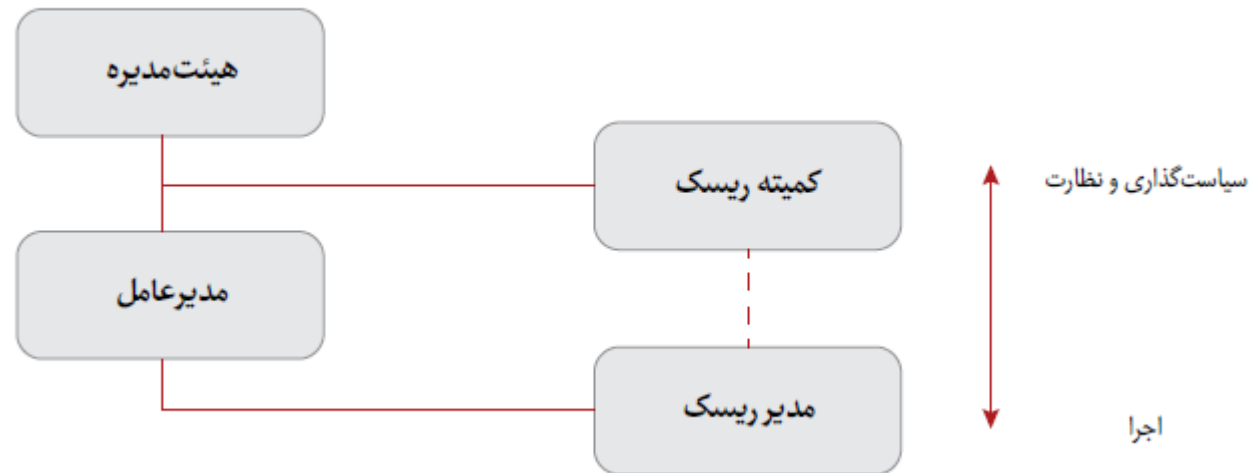 هیئت‌مدیره
کمیته ریسک
سیاست‌گذاری و نظارت
مدیرعامل
مدیر ریسک
اجرا